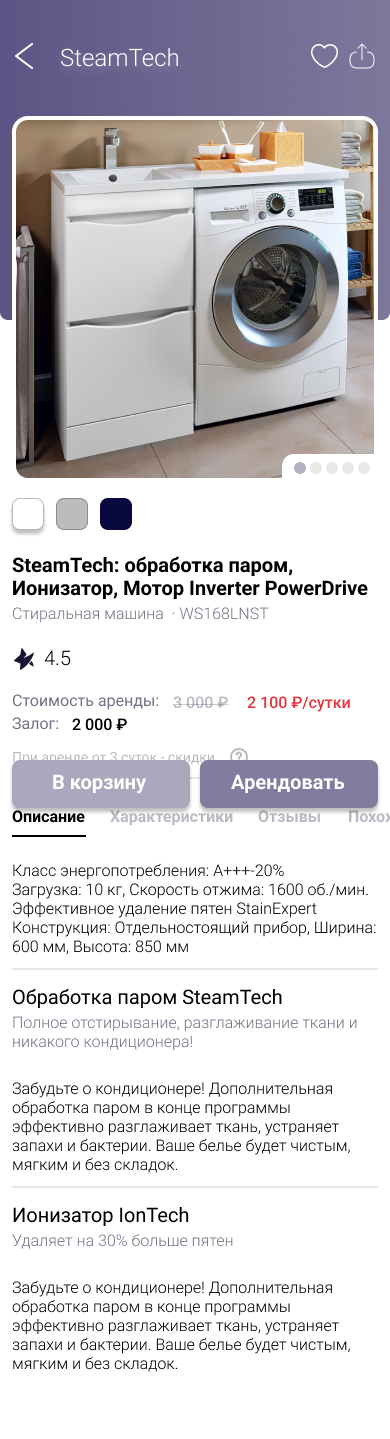 SteamTech
SteamTech: обработка паром,
Ионизатор, Мотор Inverter PowerDrive
Стиральная машина · WS168LNST
4.5
Стоимость аренды: 3 000 ₽ 2 100 ₽/сутки
Залог: 2 000 ₽
При аренде от 3 суток - скидки ?
В корзину Арендовать
Описание Характеристики Отзывы Похо
Класс энергопотребления: A+++-20%
Загрузка: 10 кг, Скорость отжима: 1600 об./мин.
Эффективное удаление пятен StainExpert
Конструкция: Отдельностоящий прибор, Ширина:
600 мм, Высота: 850 мм
Обработка паром SteamTech
Полное отстирывание, разглаживание ткани и
никакого кондиционера!
Забудьте о кондиционере! Дополнительная
обработка паром в конце программы
эффективно разглаживает ткань, устраняет
запахи и бактерии. Ваше белье будет чистым,
мягким и без складок.
Ионизатор IonTech
Удаляет на 30% больше пятен
Забудьте о кондиционере! Дополнительная
обработка паром в конце программы
эффективно разглаживает ткань, устраняет
запахи и бактерии. Ваше белье будет чистым,
мягким и без складок.